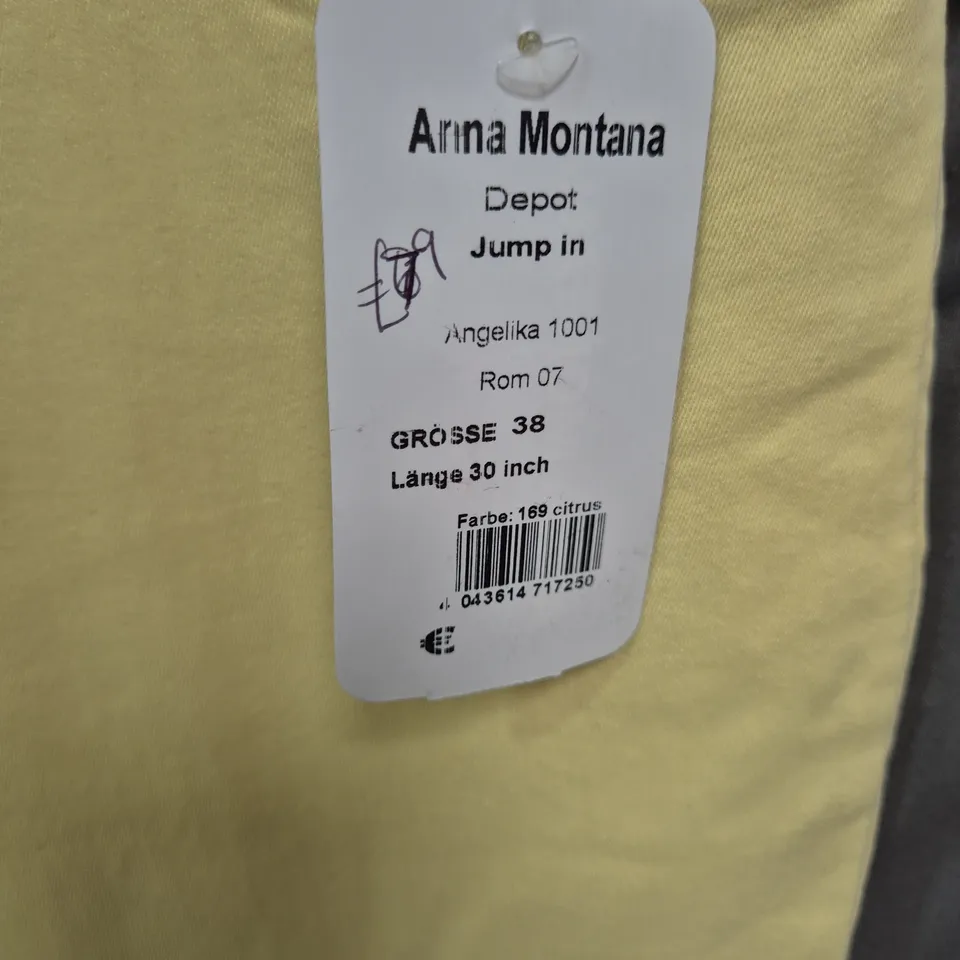 Anna Montana
Depot
Jump in
Angelika 1001
Rom 07
GRÖSSE 38
Länge 30 inch
Farbe: 169 citrus
4 043614 717250